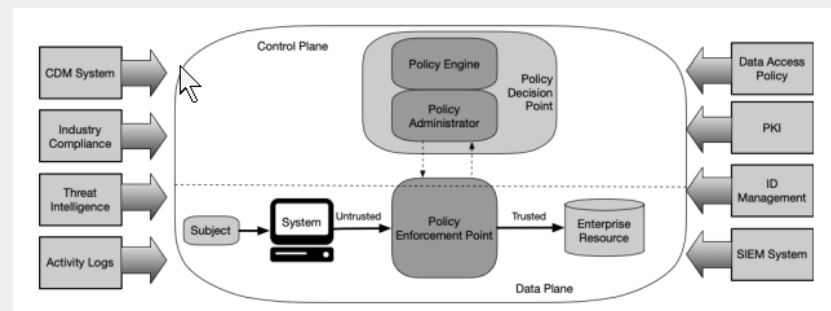 Control Plane
CDM System
Industry
Compliance
Threat
Intelligence
Activity Logs
Policy Engine
Policy
Administrator
Policy
Decision
Point
Data Access
Policy
PKI
ID
Management
SIEM System
Subject
System
Untrusted
Policy
Enforcement Point
Trusted
Enterprise
Resource
Data Plane